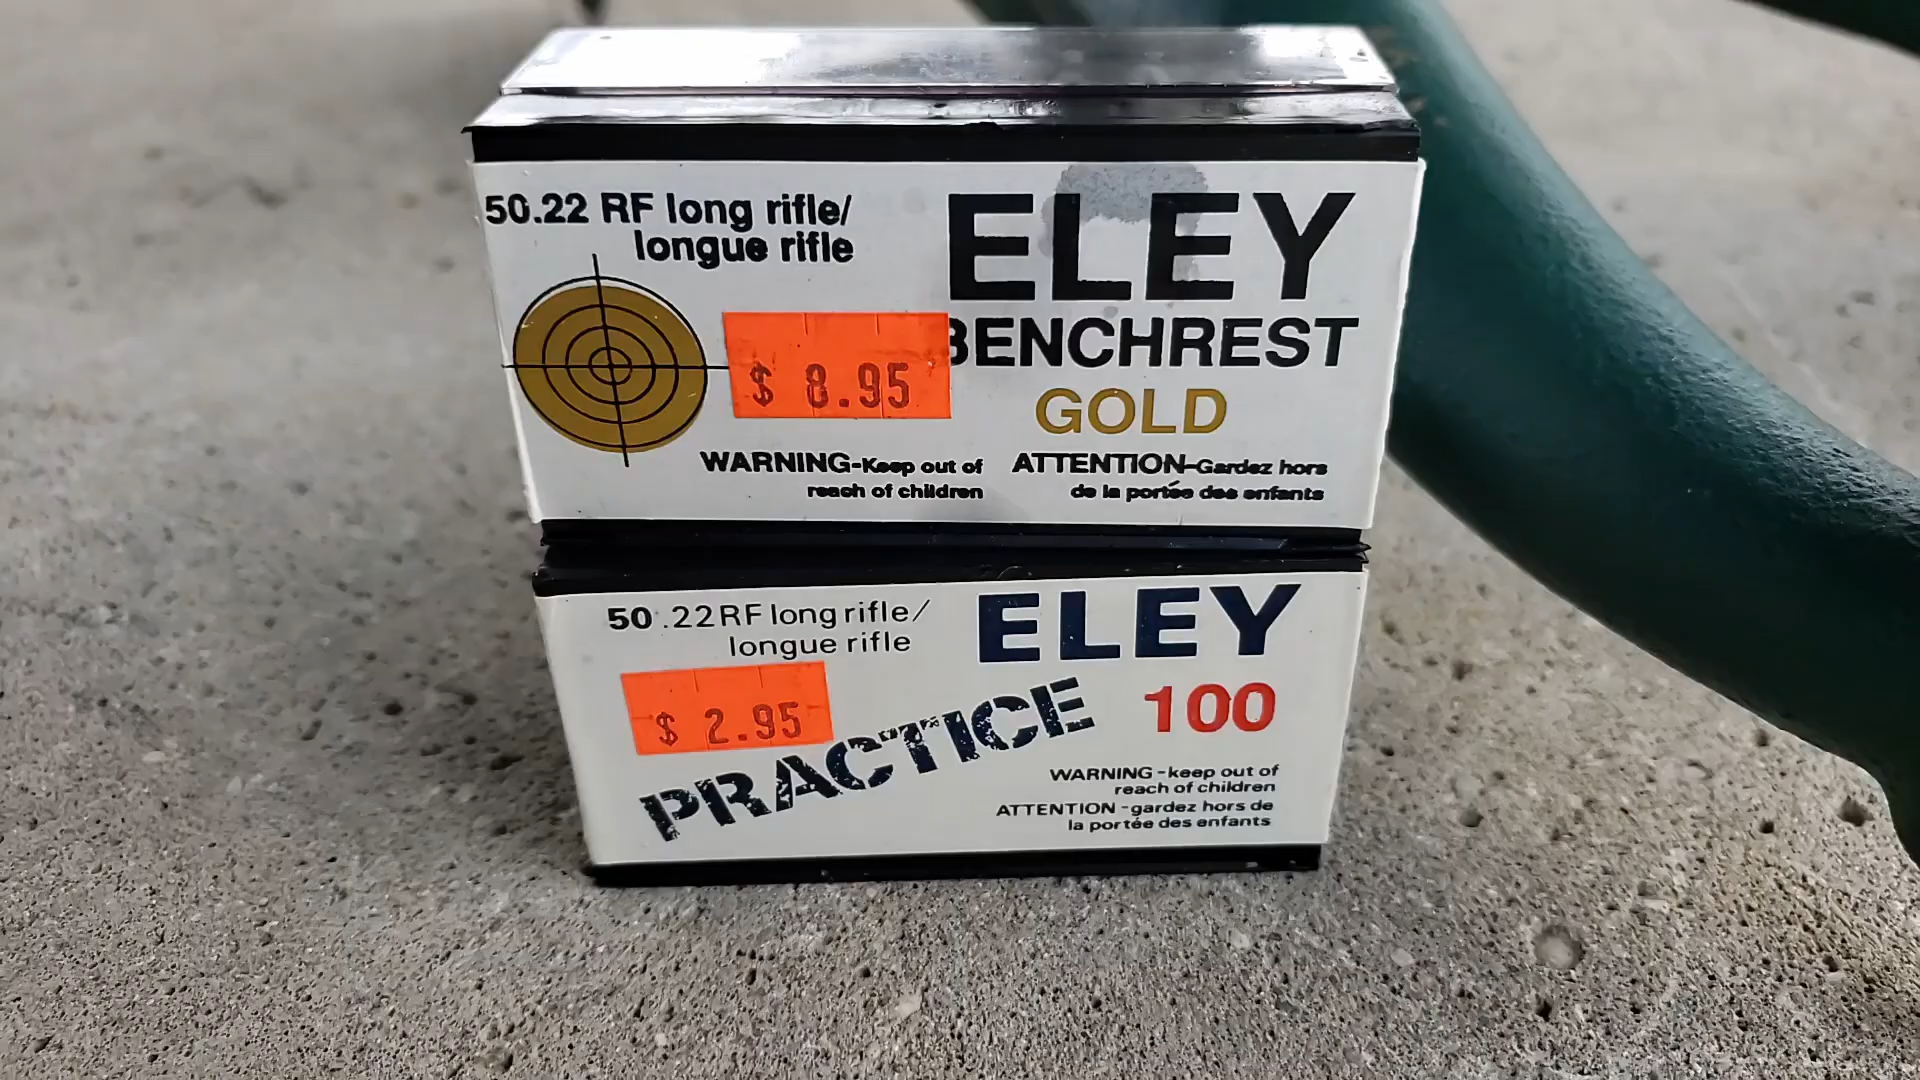 50.22 RF long rifle/
longue rifle
ELEY
BENCHREST
GOLD
$ 8.95
WARNING-Keep out of
reach of children
ATTENTION-Gardez hors
de la portée des enfants
50 .22 RF long rifle/
longue rifle
ELEY
$ 2.95
PRACTICE 100
WARNING - keep out of
reach of children
ATTENTION - gardez hors de
la portée des enfants